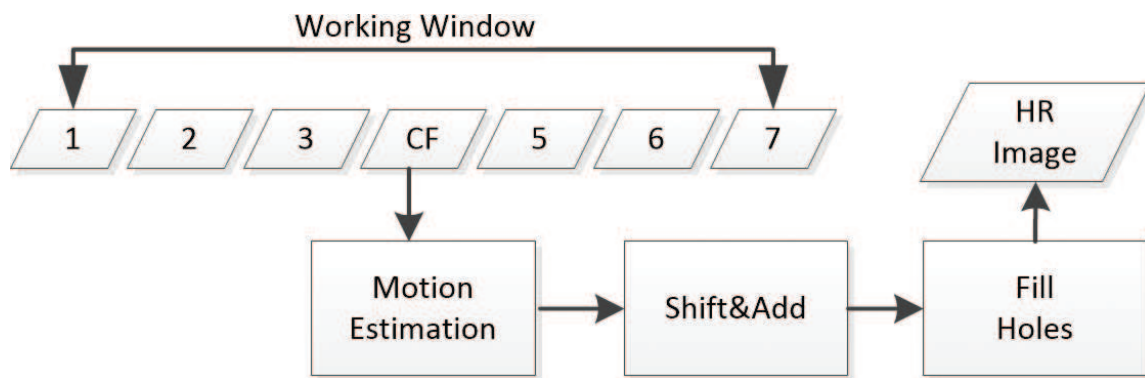 Working Window
1 2 3 CF 5 6 7
HR
Image
Motion
Estimation
Shift&Add
Fill
Holes